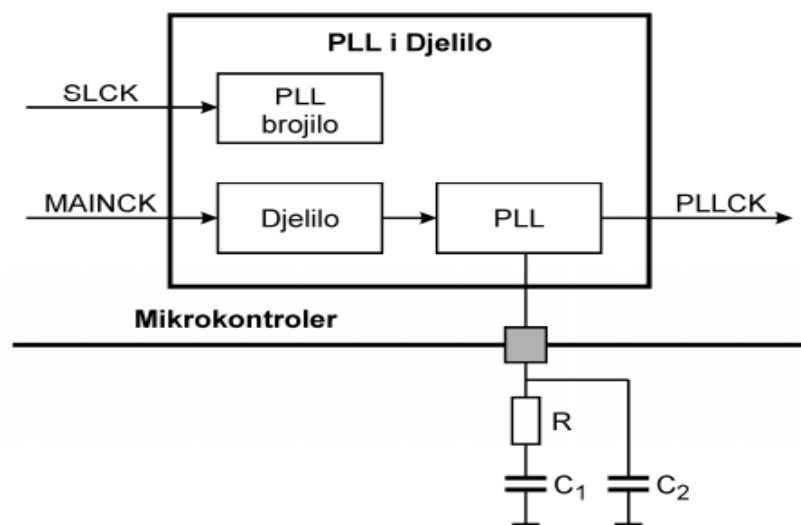 PLL i Djelilo
SLCK
PLL
brojilo
MAINCK
Djelilo
PLL
PLLCK
Mikrokontroler
R
C1
C2